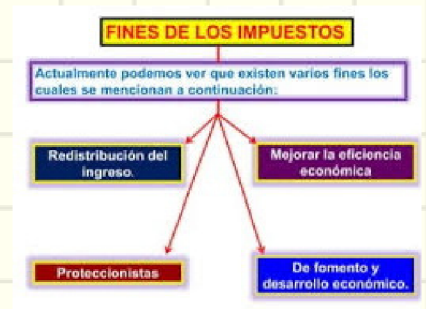 FINES DE LOS IMPUESTOS
Actualmente podemos ver que existen varios fines los
cuales se mencionan a continuación:
Redistribución del
ingreso.
Mejorar la eficiencia
económica
Proteccionistas
De fomento y
desarrollo económico.